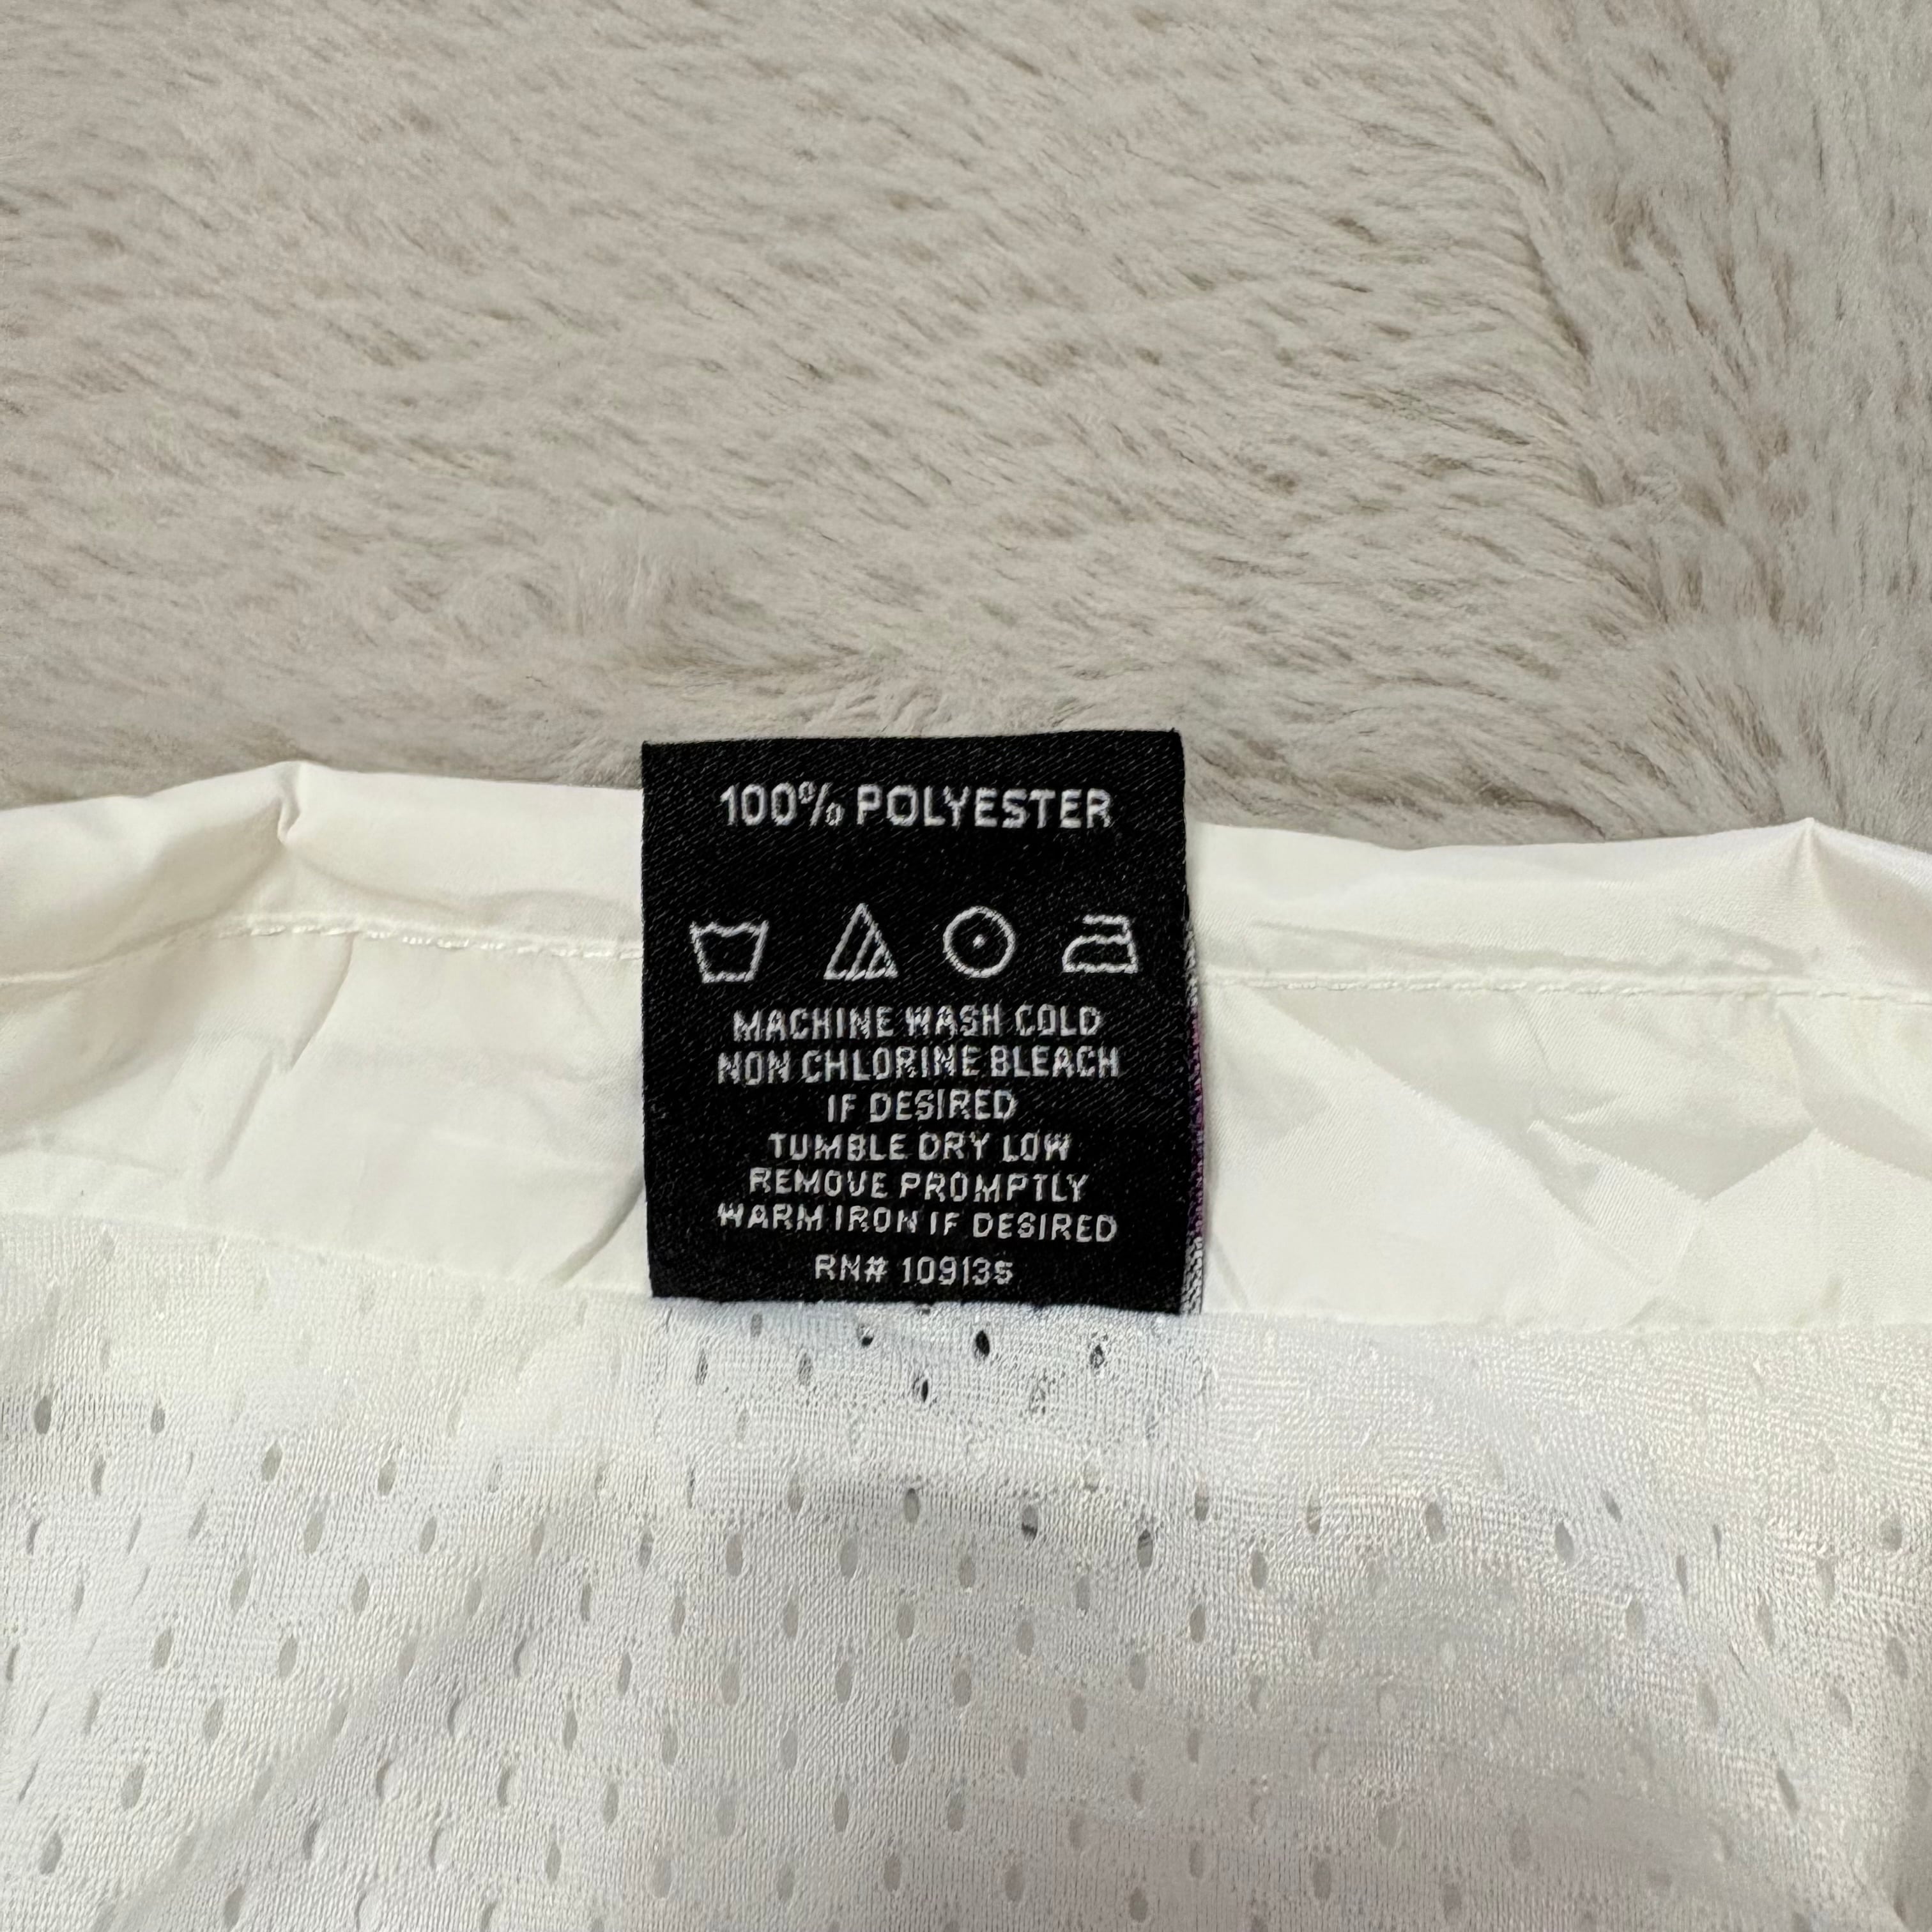 100% POLYESTER
MACHINE WASH COLD
NON CHLORINE BLEACH
IF DESIRED
TUMBLE DRY LOW
REMOVE PROMPTLY
WARM IRON IF DESIRED
RN# 109135